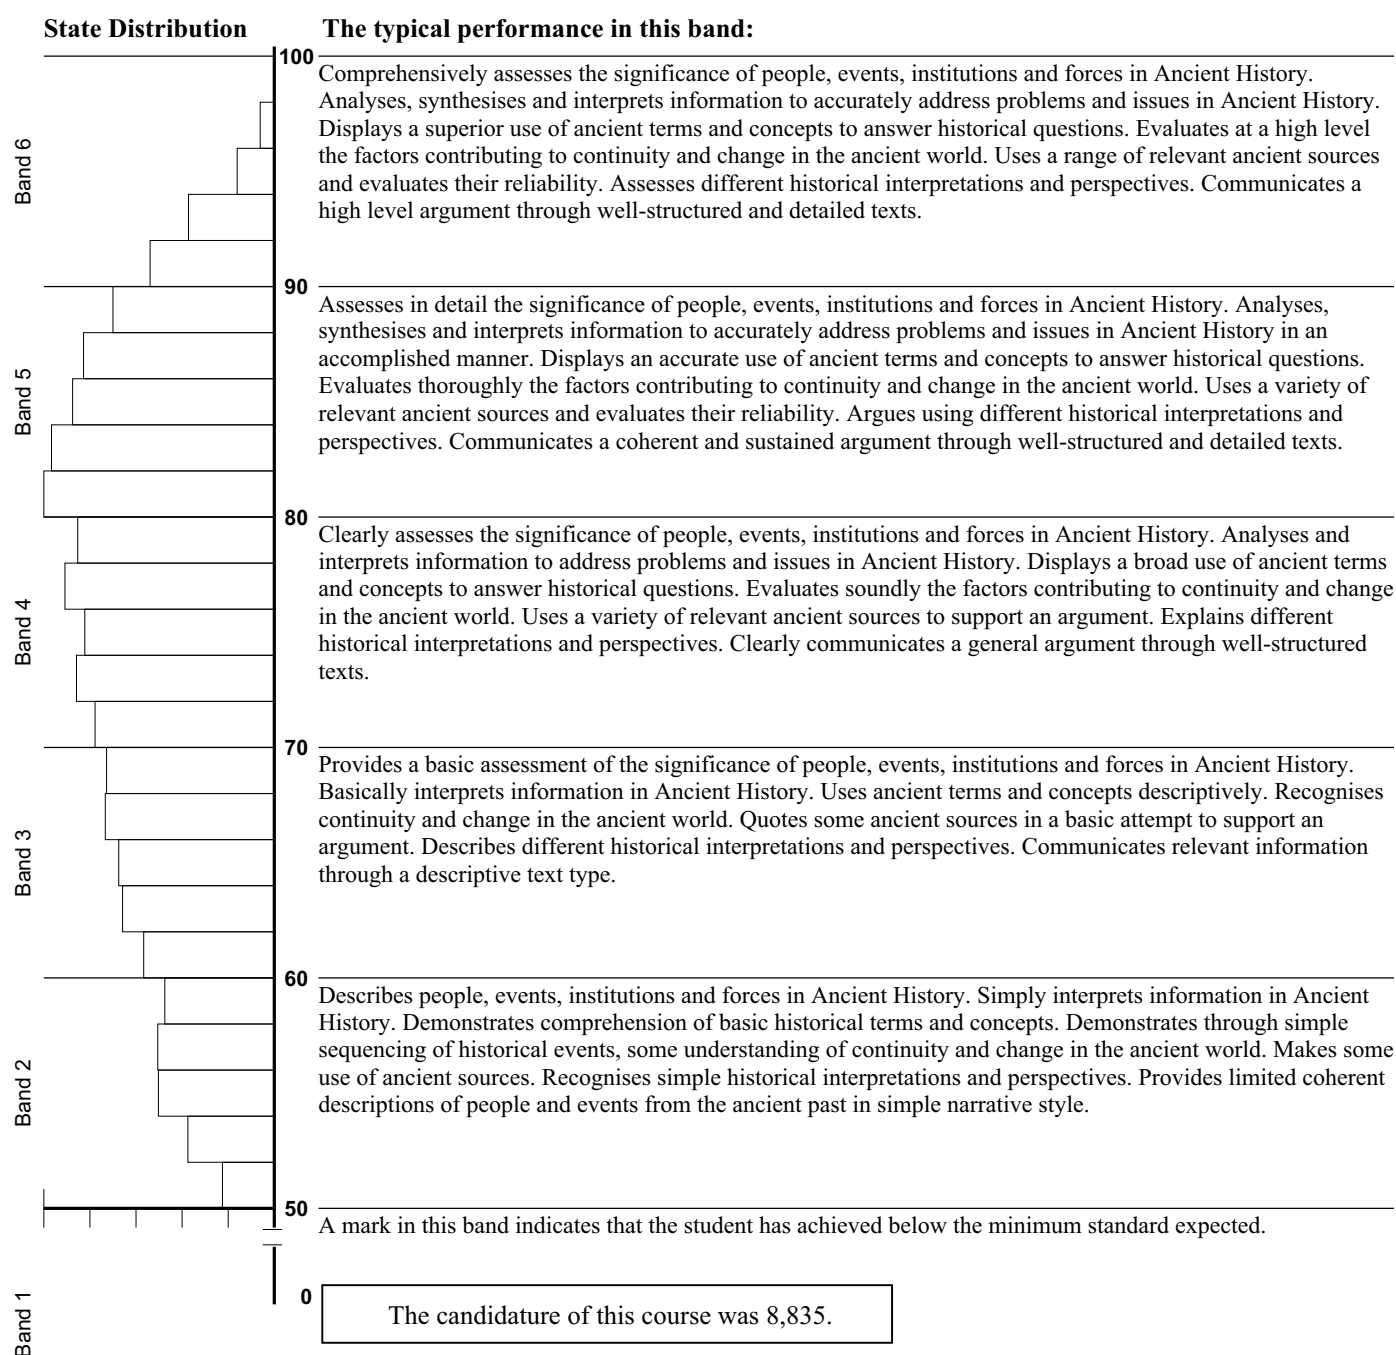 State Distribution
The typical performance in this band:
100
Comprehensively assesses the significance of people, events, institutions and forces in Ancient History.
Analyses, synthesises and interprets information to accurately address problems and issues in Ancient History.
Displays a superior use of ancient terms and concepts to answer historical questions. Evaluates at a high level
the factors contributing to continuity and change in the ancient world. Uses a range of relevant ancient sources
and evaluates their reliability. Assesses different historical interpretations and perspectives. Communicates a
high level argument through well-structured and detailed texts.
Band 6
90
Assesses in detail the significance of people, events, institutions and forces in Ancient History. Analyses,
synthesises and interprets information to accurately address problems and issues in Ancient History in an
accomplished manner. Displays an accurate use of ancient terms and concepts to answer historical questions.
Evaluates thoroughly the factors contributing to continuity and change in the ancient world. Uses a variety of
relevant ancient sources and evaluates their reliability. Argues using different historical interpretations and
perspectives. Communicates a coherent and sustained argument through well-structured and detailed texts.
Band 5
80
Clearly assesses the significance of people, events, institutions and forces in Ancient History. Analyses and
interprets information to address problems and issues in Ancient History. Displays a broad use of ancient terms
and concepts to answer historical questions. Evaluates soundly the factors contributing to continuity and change
in the ancient world. Uses a variety of relevant ancient sources to support an argument. Explains different
historical interpretations and perspectives. Clearly communicates a general argument through well-structured
texts.
Band 4
70
Provides a basic assessment of the significance of people, events, institutions and forces in Ancient History.
Basically interprets information in Ancient History. Uses ancient terms and concepts descriptively. Recognises
continuity and change in the ancient world. Quotes some ancient sources in a basic attempt to support an
argument. Describes different historical interpretations and perspectives. Communicates relevant information
through a descriptive text type.
Band 3
60
Describes people, events, institutions and forces in Ancient History. Simply interprets information in Ancient
History. Demonstrates comprehension of basic historical terms and concepts. Demonstrates through simple
sequencing of historical events, some understanding of continuity and change in the ancient world. Makes some
use of ancient sources. Recognises simple historical interpretations and perspectives. Provides limited coherent
descriptions of people and events from the ancient past in simple narrative style.
Band 2
50
A mark in this band indicates that the student has achieved below the minimum standard expected.
0
Band 1
The candidature of this course was 8,835.